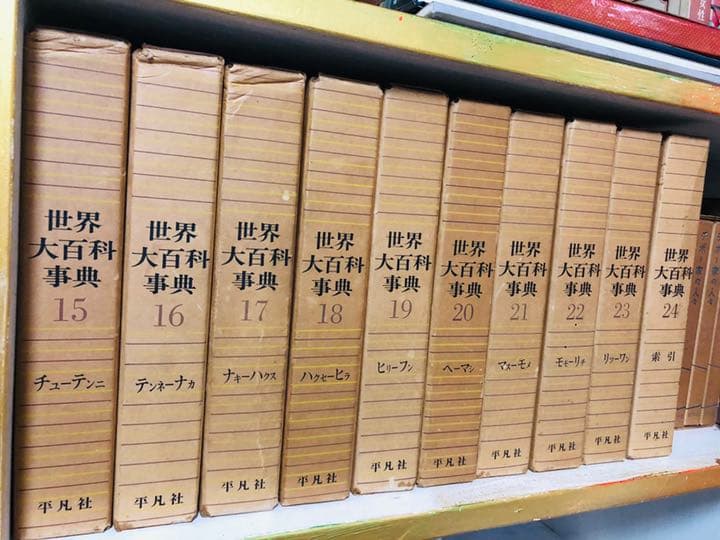 世界
大百科
事典
15
チューテンニ
平凡社
世界
大百科
事典
16
テンネーナカ
平凡社
世界
大百科
事典
17
ナキーハクス
平凡社
世界
大百科
事典
18
ハクセーヒラ
平凡社
世界
大百科
事典
19
ヒリーフン
平凡社
世界
大百科
事典
20
ヘーマシ
平凡社
世界
大百科
事典
21
マスーモメ
平凡社
世界
大百科
事典
22
モモーリチ
平凡社
世界
大百科
事典
23
リツーワン
平凡社
世界
大百科
事典
24
索引
平凡社